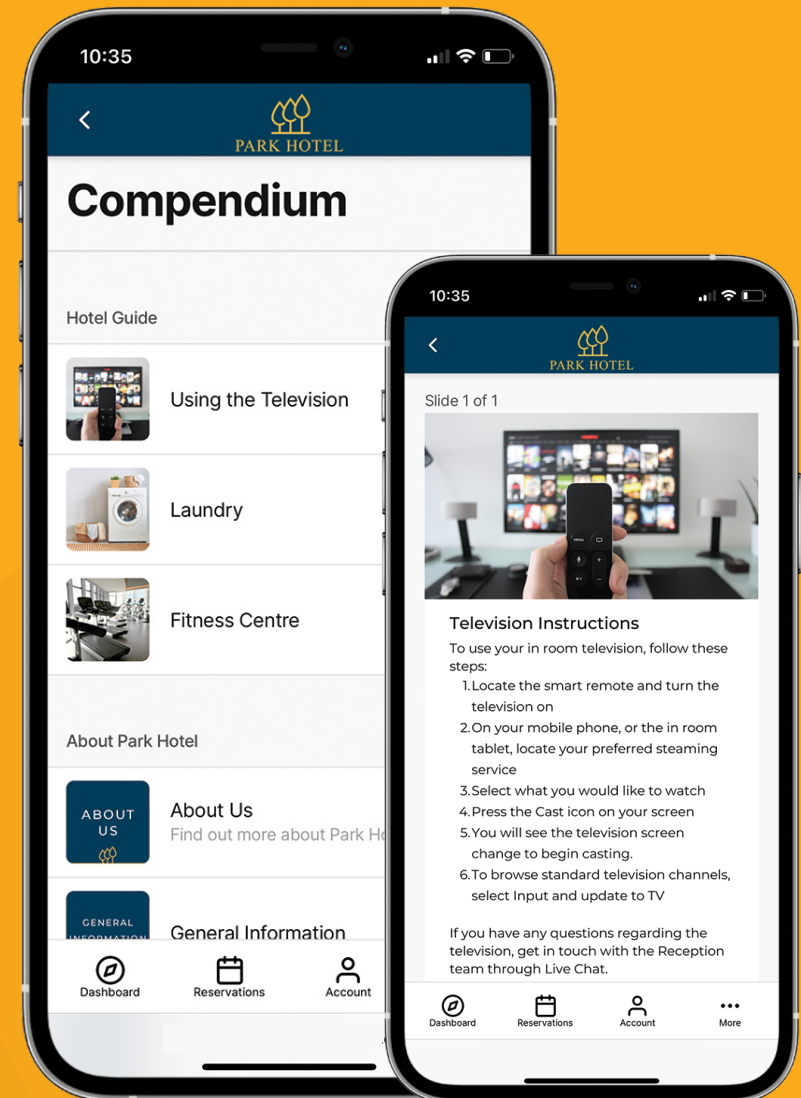 10:35
PARK HOTEL
Compendium
Hotel Guide
Using the Television
Laundry
Fitness Centre
About Park Hotel
ABOUT
US
About Us
Find out more about Park Ho
GENERAL
INFORMATION
General Information
Dashboard
Reservations
Account
10:35
PARK HOTEL
Slide 1 of 1
MENU
Television Instructions
To use your in room television, follow these
steps:
1.Locate the smart remote and turn the
television on
2.On your mobile phone, or the in room
tablet, locate your preferred steaming
service
3.Select what you would like to watch
4.Press the Cast icon on your screen
5.You will see the television screen
change to begin casting.
6.To browse standard television channels,
select Input and update to TV
If you have any questions regarding the
television, get in touch with the Reception
team through Live Chat.
Dashboard
Reservations
Account
More